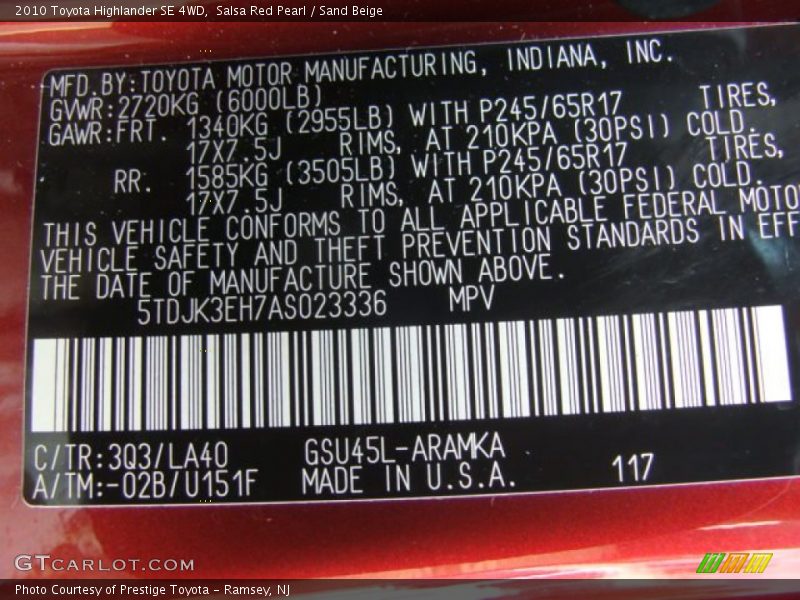 2010 Toyota Highlander SE 4WD, Salsa Red Pearl / Sand Beige
MFD.BY:TOYOTA MOTOR MANUFACTURING, INDIANA, INC.
GVWR:2720KG (6000LB)
GAWR:FRT. 1340KG (2955LB) WITH P245/65R17 TIRES,
17X7.5J RIMS, AT 210KPA (30PSI) COLD.
RR. 1585KG (3505LB) WITH P245/65R17 TIRES,
17X7.5J RIMS, AT 210KPA (30PSI) COLD.
THIS VEHICLE CONFORMS TO ALL APPLICABLE FEDERAL MOTO
VEHICLE SAFETY AND THEFT PREVENTION STANDARDS IN EFF
THE DATE OF MANUFACTURE SHOWN ABOVE.
5TDJK3EH7AS023336 MPV
C/TR:3Q3/LA40 GSU45L-ARAMKA
A/TM:-02B/U151F MADE IN U.S.A. 117
GTCARLOT.COM
Photo Courtesy of Prestige Toyota - Ramsey, NJ